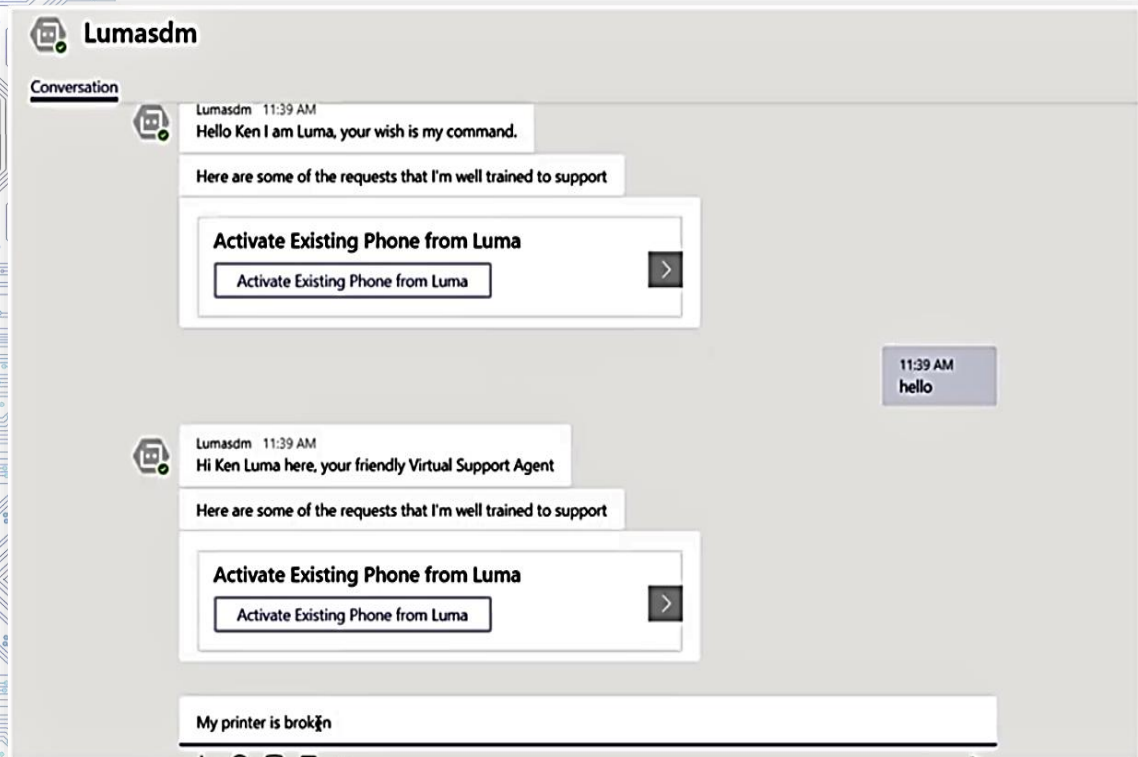 Lumasdm
Conversation
Lumasdm 11:39 AM
Hello Ken I am Luma, your wish is my command.
Here are some of the requests that I'm well trained to support
Activate Existing Phone from Luma
Activate Existing Phone from Luma
11:39 AM
hello
Lumasdm 11:39 AM
Hi Ken Luma here, your friendly Virtual Support Agent
Here are some of the requests that I'm well trained to support
Activate Existing Phone from Luma
Activate Existing Phone from Luma
My printer is broken